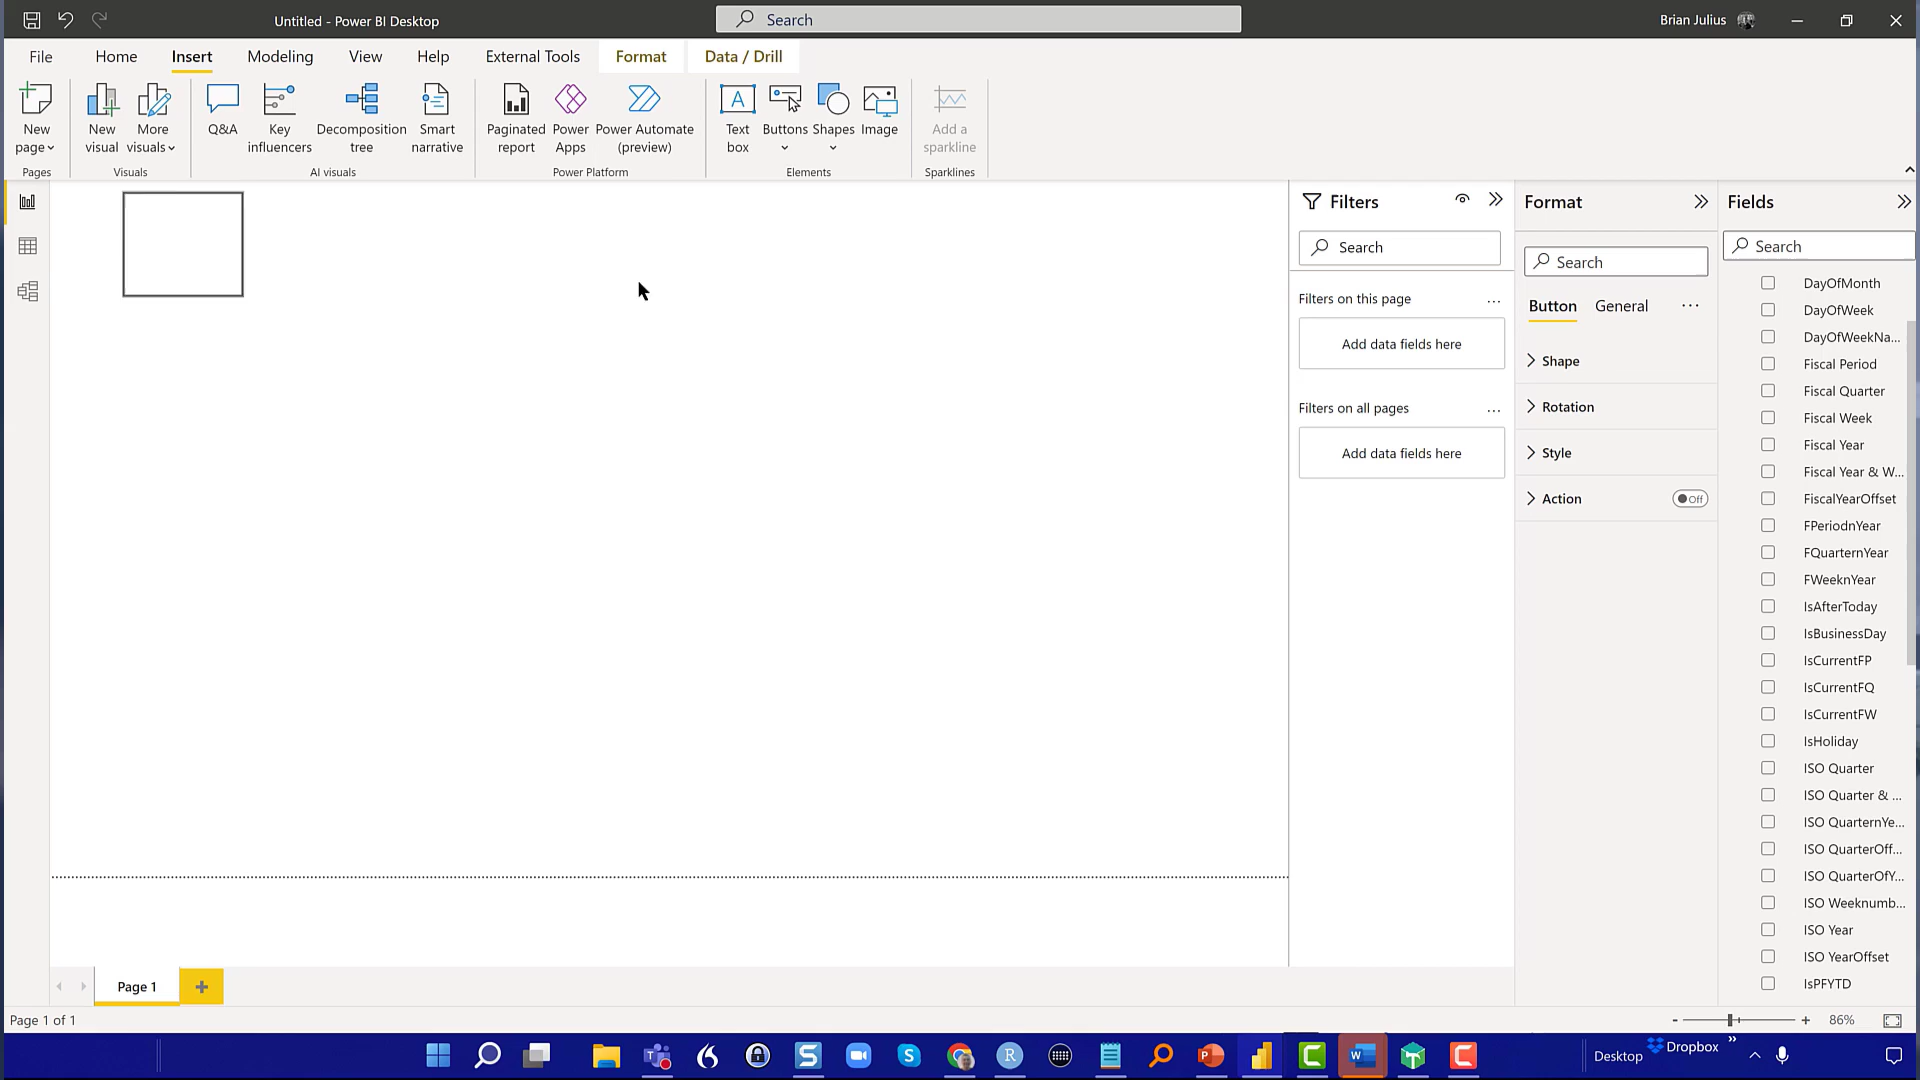 Untitled - Power BI Desktop
Search
Brian Julius
File
Home
Insert
Modeling
View
Help
External Tools
Format
Data / Drill
New page
New visual
More visuals
Q&A
Key influencers
Decomposition tree
Smart narrative
Paginated report
Power Apps
Power Automate (preview)
Text box
Buttons
Shapes
Image
Add a sparkline
Pages
Visuals
AI visuals
Power Platform
Elements
Sparklines
Filters
Search
Filters on this page
...
Add data fields here
Filters on all pages
...
Add data fields here
Format
Search
Button
General
...
Shape
Rotation
Style
Action
Off
Fields
Search
DayOfMonth
DayOfWeek
DayOfWeekNa...
Fiscal Period
Fiscal Quarter
Fiscal Week
Fiscal Year
Fiscal Year & W...
FiscalYearOffset
FPeriodnYear
FQuarternYear
FWeeknYear
IsAfterToday
IsBusinessDay
IsCurrentFP
IsCurrentFQ
IsCurrentFW
IsHoliday
ISO Quarter
ISO Quarter & ...
ISO QuarternYe...
ISO QuarterOff...
ISO QuarterOfY...
ISO Weeknumb...
ISO Year
ISO YearOffset
IsPFYTD
Page 1
Page 1 of 1
- + 86%
Desktop
Dropbox